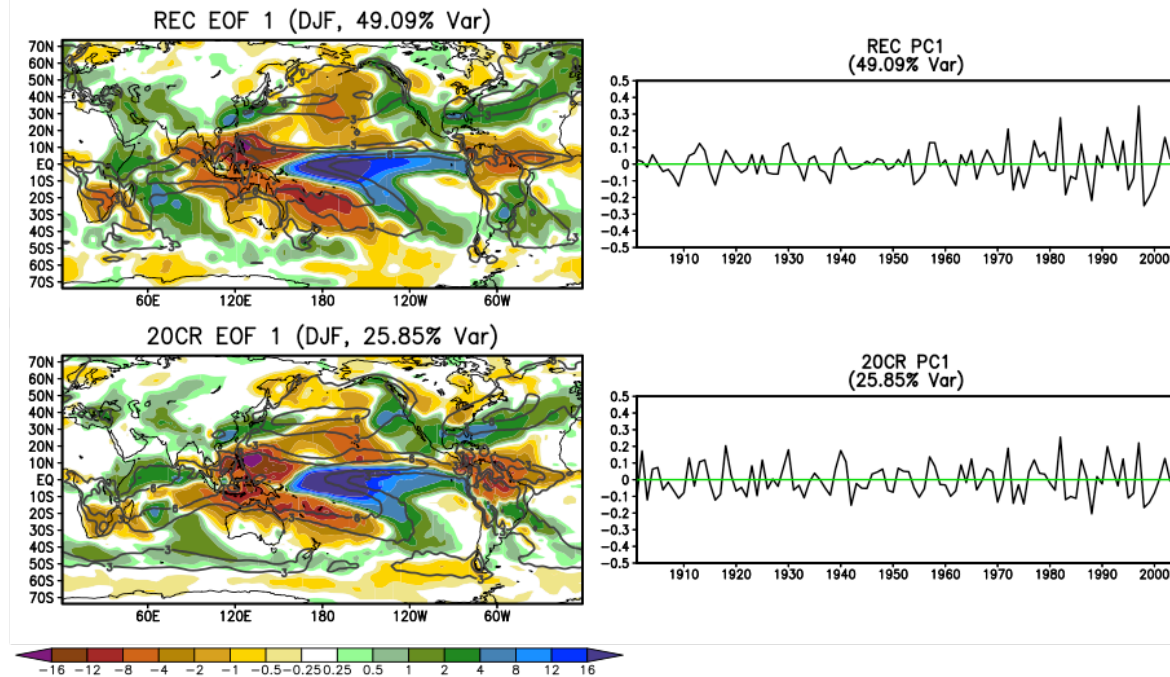 REC EOF 1 (DJF, 49.09% Var)
70N
60N
50N
40N
30N
20N
10N
EQ
10S
20S
30S
40S
50S
60S
70S
60E 120E 180 120W 60W
REC PC1
(49.09% Var)
0.5
0.4
0.3
0.2
0.1
0
-0.1
-0.2
-0.3
-0.4
-0.5
1910 1920 1930 1940 1950 1960 1970 1980 1990 2000
20CR EOF 1 (DJF, 25.85% Var)
70N
60N
50N
40N
30N
20N
10N
EQ
10S
20S
30S
40S
50S
60S
70S
60E 120E 180 120W 60W
20CR PC1
(25.85% Var)
0.5
0.4
0.3
0.2
0.1
0
-0.1
-0.2
-0.3
-0.4
-0.5
1910 1920 1930 1940 1950 1960 1970 1980 1990 2000
-16 -12 -8 -4 -2 -1 -0.5 -0.25 0.25 0.5 1 2 4 8 12 16